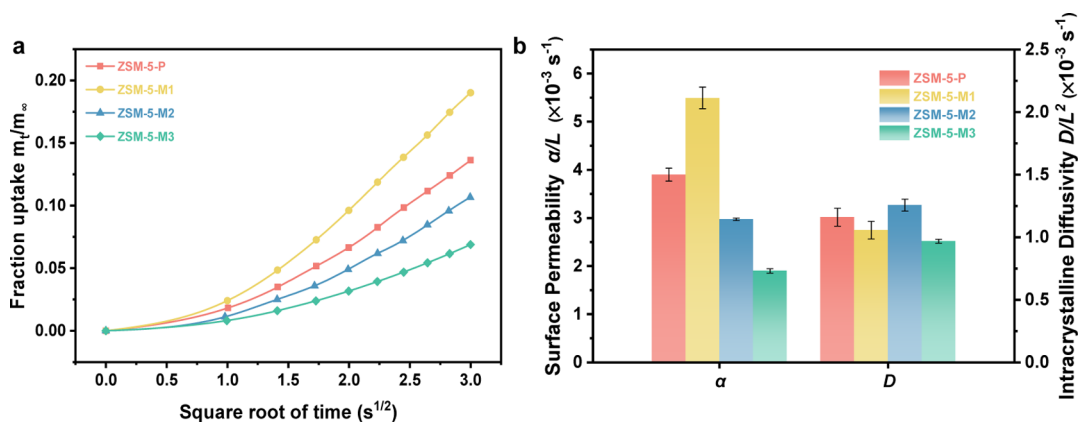 a
ZSM-5-P
ZSM-5-M1
ZSM-5-M2
ZSM-5-M3
Fraction uptake mₜ/m∞
0.20
0.15
0.10
0.05
0.00
0.0 0.5 1.0 1.5 2.0 2.5 3.0
Square root of time (s¹ᐟ²)
b
ZSM-5-P
ZSM-5-M1
ZSM-5-M2
ZSM-5-M3
Surface Permeability α/L (×10⁻³ s⁻¹)
6
5
4
3
2
1
0
α D
2.5
2.0
1.5
1.0
0.5
0.0
Intracrystalline Diffusivity D/L² (×10⁻³ s⁻¹)